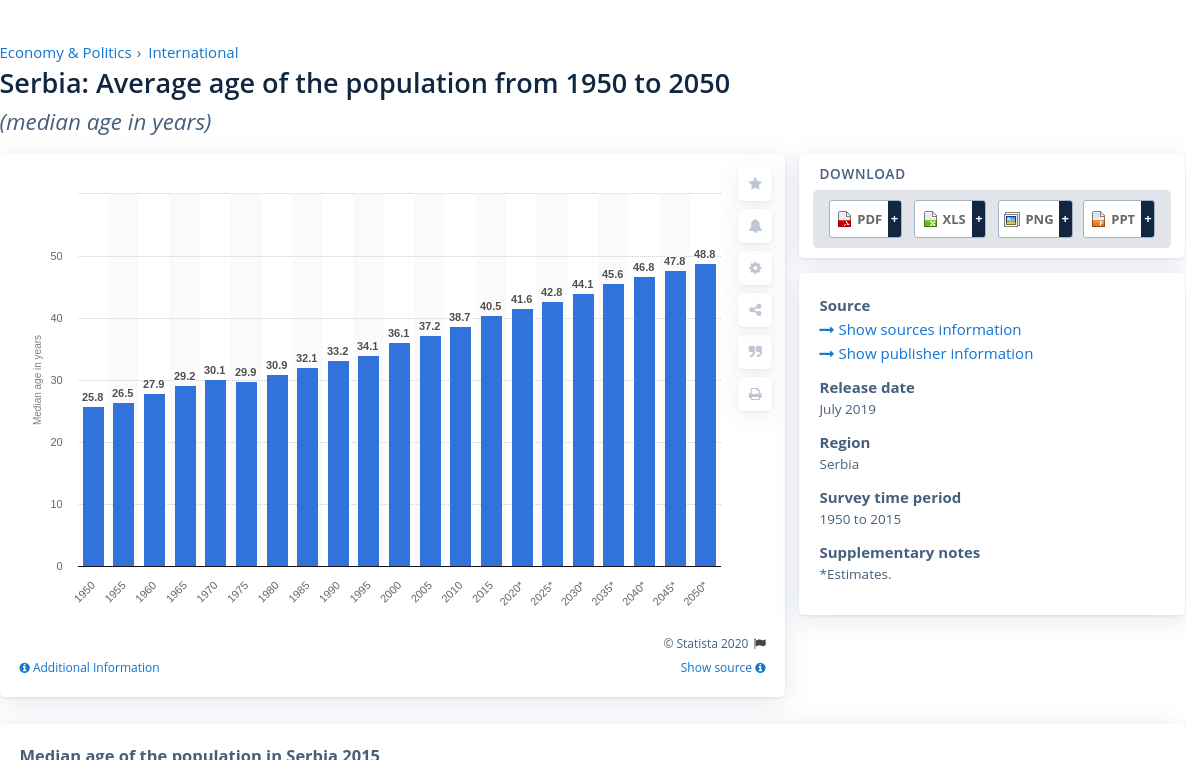 Economy & Politics › International
Serbia: Average age of the population from 1950 to 2050
(median age in years)
Median age in years
50
40
30
20
10
0
25.8
26.5
27.9
29.2
30.1
29.9
30.9
32.1
33.2
34.1
36.1
37.2
38.7
40.5
41.6
42.8
44.1
45.6
46.8
47.8
48.8
1950
1955
1960
1965
1970
1975
1980
1985
1990
1995
2000
2005
2010
2015
2020*
2025*
2030*
2035*
2040*
2045*
2050*
© Statista 2020
Additional Information
Show source
DOWNLOAD
PDF + XLS + PNG + PPT +
Source
Show sources information
Show publisher information
Release date
July 2019
Region
Serbia
Survey time period
1950 to 2015
Supplementary notes
*Estimates.
Median age of the population in Serbia 2015